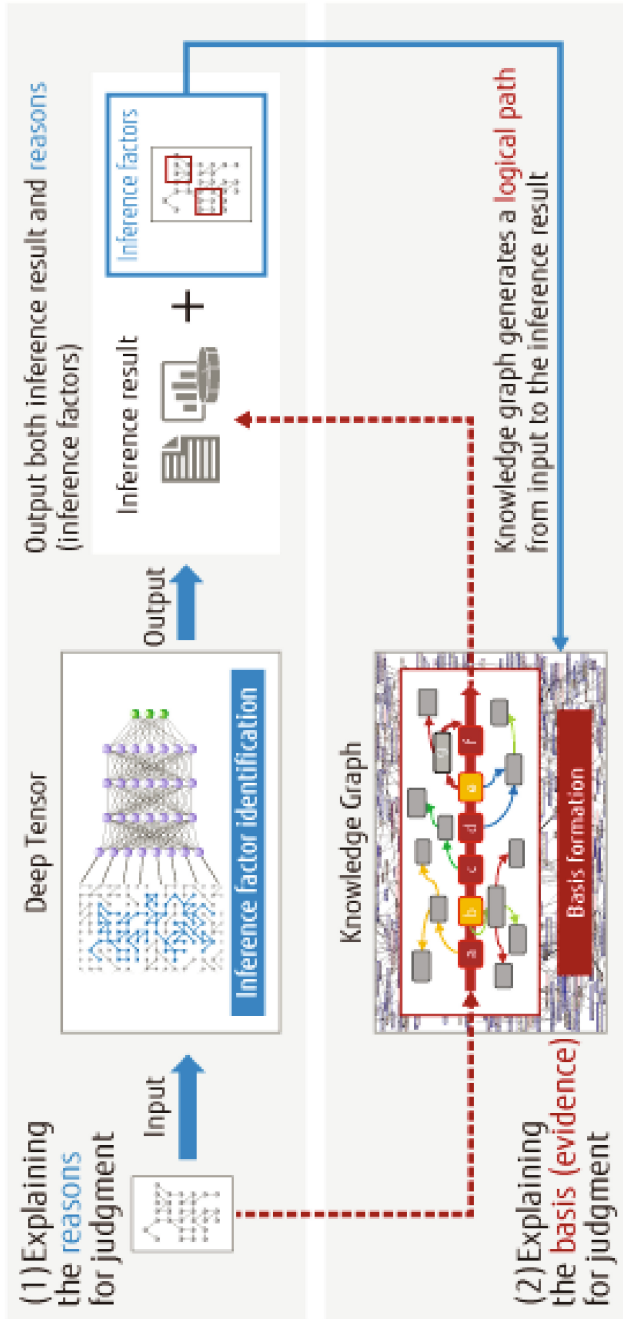 (1)Explaining
the reasons
for judgment
Input
Deep Tensor
Inference factor identification
Output
Output both inference result and reasons
(inference factors)
Inference result
+
Inference factors
(2)Explaining
the basis (evidence)
for judgment
Knowledge Graph
a
b
c
d
e
f
g
Basis formation
Knowledge graph generates a logical path
from input to the inference result